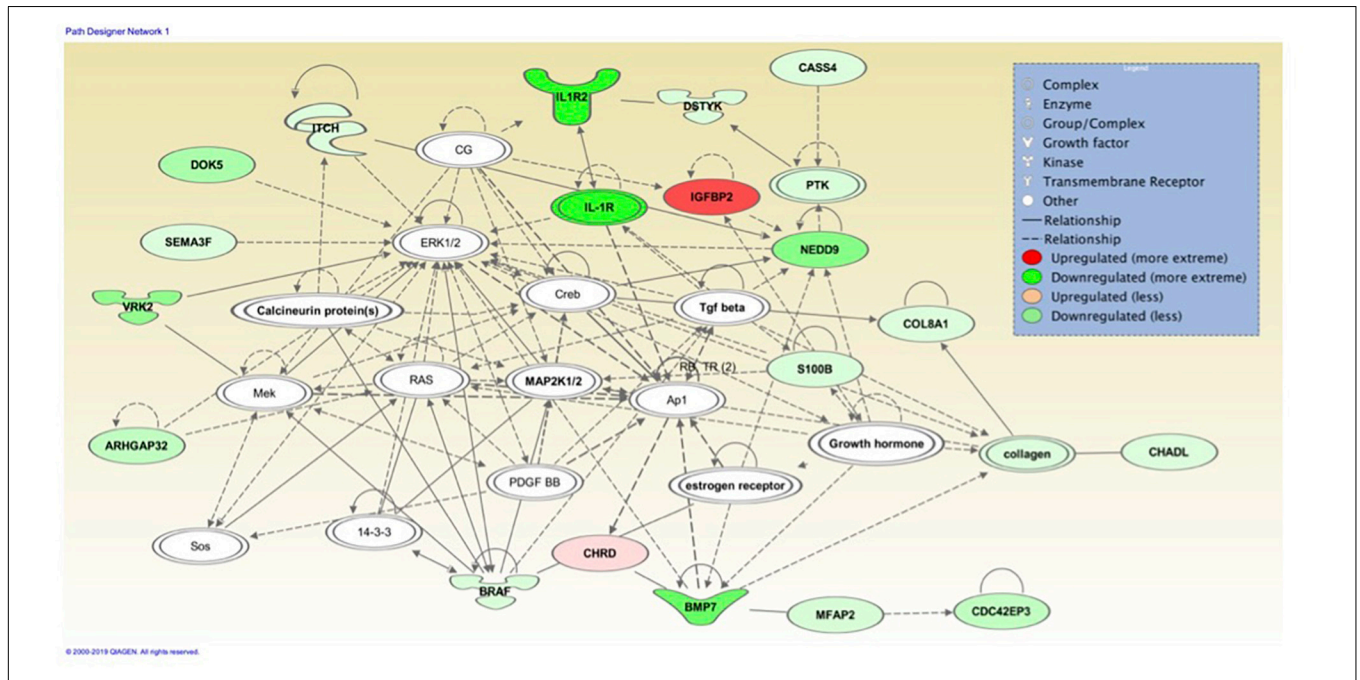 Path Designer Network 1
CASS4
Legend
IL1R2
DSTYK
Complex
Enzyme
ITCH
Group/Complex
CG
Growth factor
DOK5
Kinase
PTK
Transmembrane Receptor
IGFBP2
IL-1R
Other
Relationship
SEMA3F
ERK1/2
NEDD9
Relationship
Upregulated (more extreme)
Downregulated (more extreme)
Creb
Upregulated (less)
VRK2
Calcineurin protein(s)
Tgf beta
Downregulated (less)
COL8A1
RB, TR (2)
S100B
RAS
MAP2K1/2
Mek
Ap1
ARHGAP32
Growth hormone
collagen
CHADL
PDGF BB
estrogen receptor
14-3-3
Sos
CHRD
BRAF
BMP7
MFAP2
CDC42EP3
© 2000-2019 QIAGEN. All rights reserved.